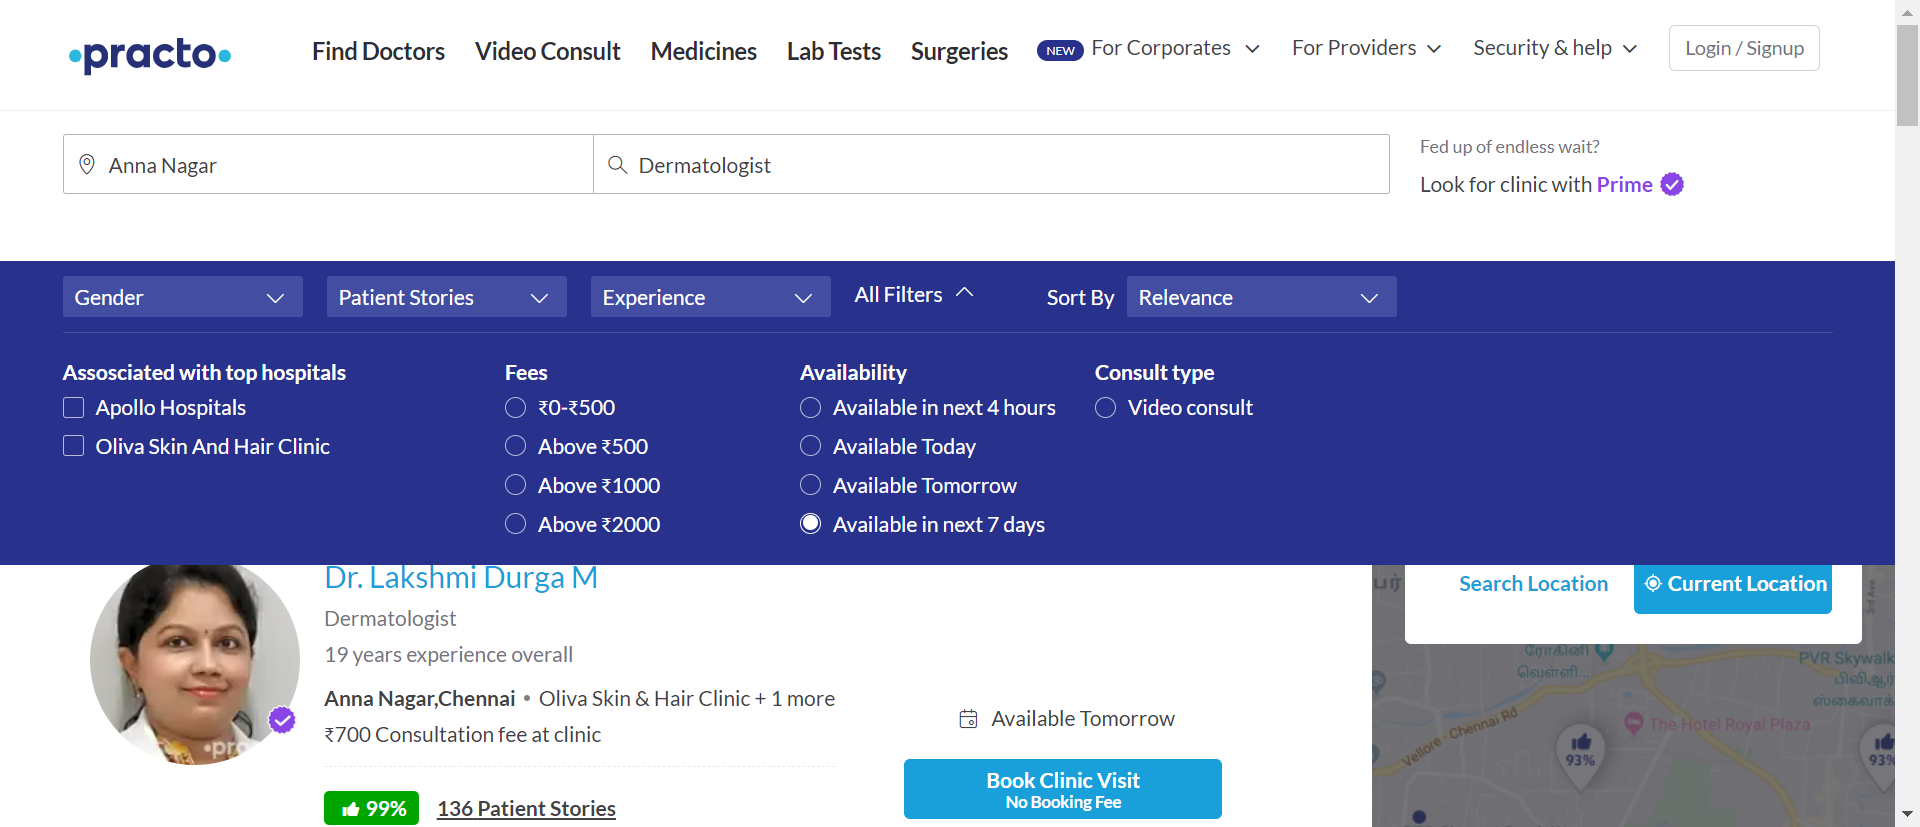 practo
Find Doctors
Video Consult
Medicines
Lab Tests
Surgeries
NEW
For Corporates
For Providers
Security & help
Login / Signup
Anna Nagar
Dermatologist
Fed up of endless wait?
Look for clinic with Prime
Gender
Patient Stories
Experience
All Filters
Sort By
Relevance
Assosciated with top hospitals
Apollo Hospitals
Oliva Skin And Hair Clinic
Fees
₹0-₹500
Above ₹500
Above ₹1000
Above ₹2000
Availability
Available in next 4 hours
Available Today
Available Tomorrow
Available in next 7 days
Consult type
Video consult
Dr. Lakshmi Durga M
Dermatologist
19 years experience overall
Anna Nagar,Chennai • Oliva Skin & Hair Clinic + 1 more
₹700 Consultation fee at clinic
99%
136 Patient Stories
Available Tomorrow
Book Clinic Visit
No Booking Fee
Search Location
Current Location
3rd Ave
ரோகினி
வெள்ளி...
PVR Skywalk
பிவிஆர்
ஸ்கைவாக்
Vellore - Chennai Rd
The Hotel Royal Plaza
93%
93%